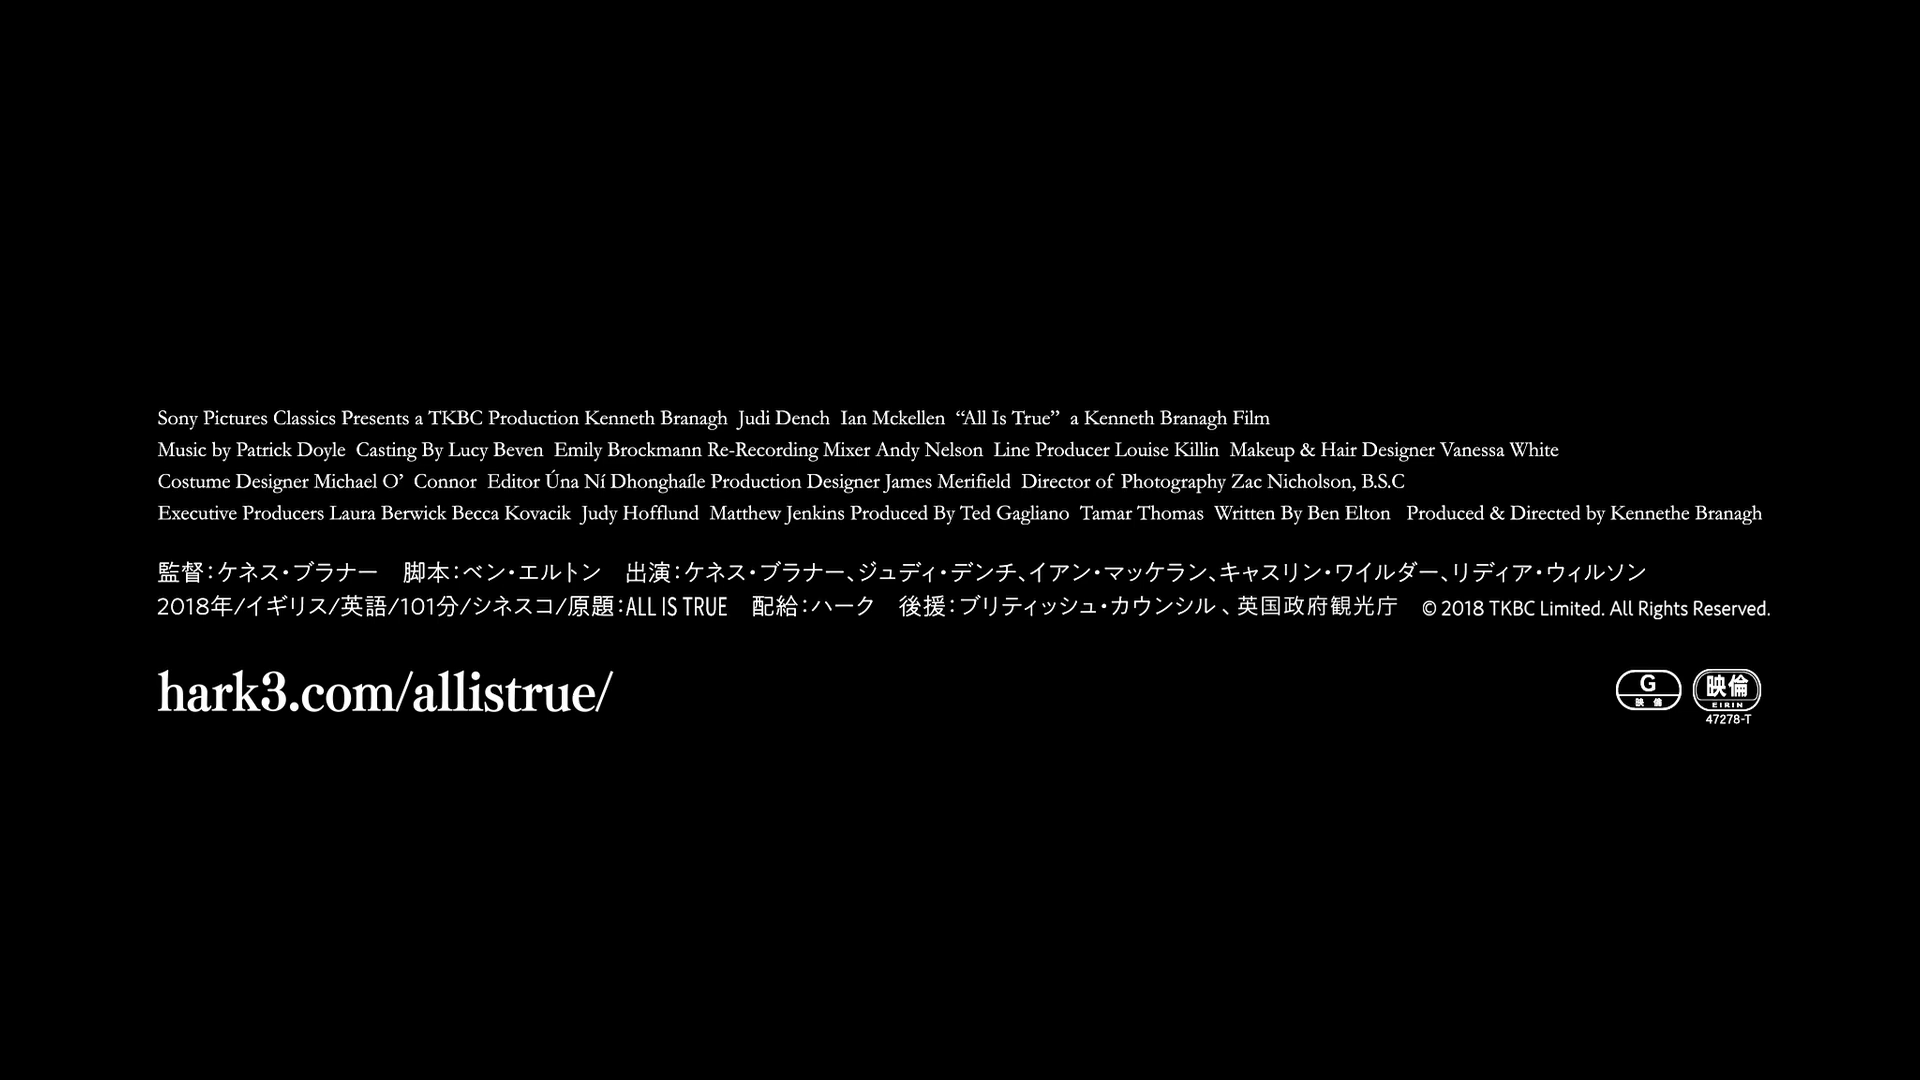 Sony Pictures Classics Presents a TKBC Production Kenneth Branagh Judi Dench Ian Mckellen “All Is True” a Kenneth Branagh Film
Music by Patrick Doyle Casting By Lucy Beven Emily Brockmann Re-Recording Mixer Andy Nelson Line Producer Louise Killin Makeup & Hair Designer Vanessa White
Costume Designer Michael O’ Connor Editor Úna Ní Dhonghaíle Production Designer James Merifield Director of Photography Zac Nicholson, B.S.C
Executive Producers Laura Berwick Becca Kovacik Judy Hofflund Matthew Jenkins Produced By Ted Gagliano Tamar Thomas Written By Ben Elton Produced & Directed by Kennethe Branagh
監督:ケネス・ブラナー 脚本:ベン・エルトン 出演:ケネス・ブラナー、ジュディ・デンチ、イアン・マッケラン、キャスリン・ワイルダー、リディア・ウィルソン
2018年/イギリス/英語/101分/シネスコ/原題:ALL IS TRUE 配給:ハーク 後援:ブリティッシュ・カウンシル、英国政府観光庁 © 2018 TKBC Limited. All Rights Reserved.
hark3.com/allistrue/
G
映倫
映倫
EIRIN
47278-T